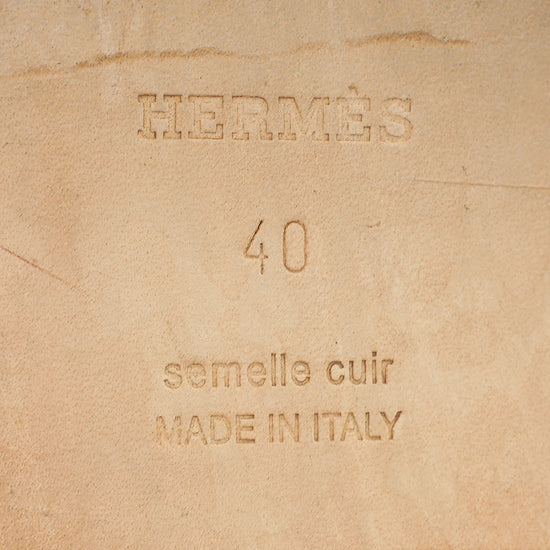 HERMÈS
40
semelle cuir
MADE IN ITALY